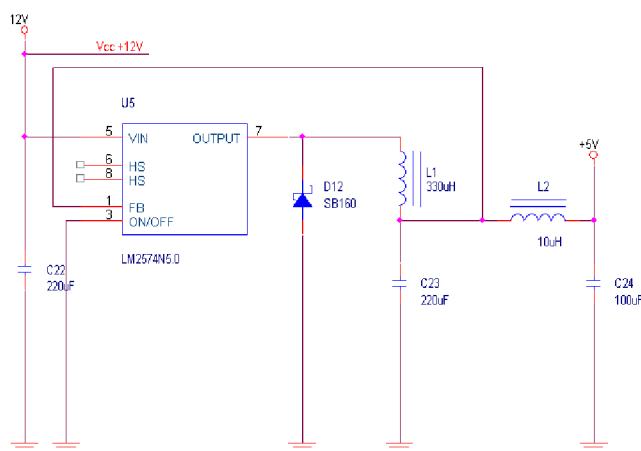 12V
Vcc +12V
U5
5 VIN OUTPUT 7
6 HS
8 HS
1 FB
3 ON/OFF
LM2574N5.0
C22
220uF
D12
SB160
L1
330uH
C23
220uF
L2
10uH
+5V
C24
100uF